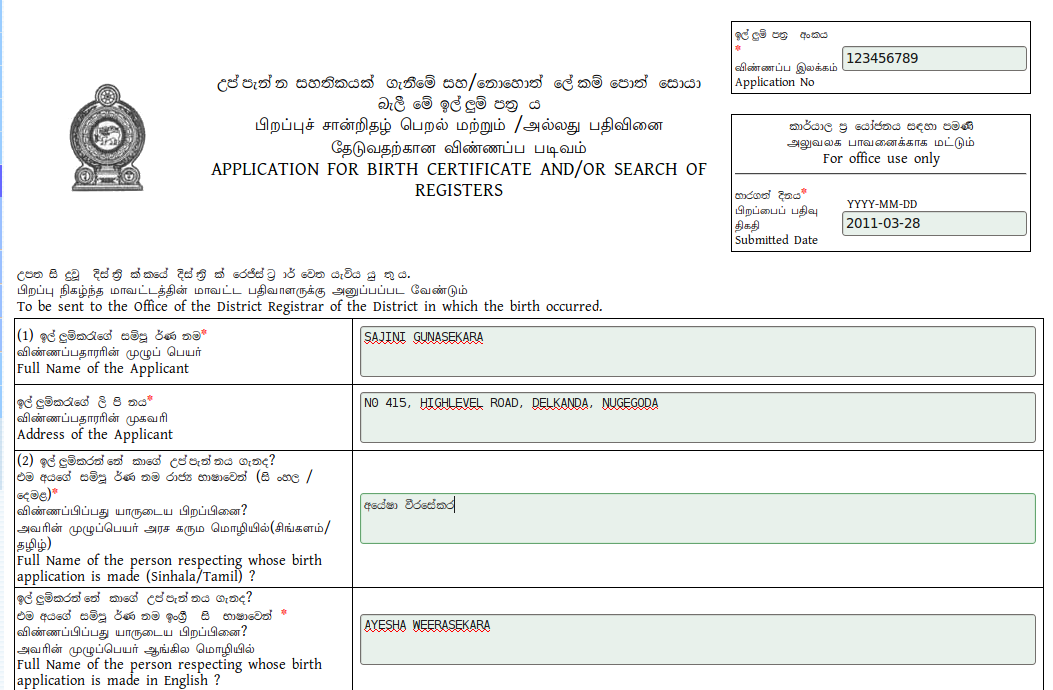 ඉල්ලුම් පත්‍ර අංකය
*
விண்ணப்ப இலக்கம்
Application No
123456789
උප්පැන්න සහතිකයක් ගැනීමේ සහ/නොහොත් ලේකම් පොත් සොයා
බැලීමේ ඉල්ලුම් පත්‍රය
பிறப்புச் சான்றிதழ் பெறல் மற்றும் /அல்லது பதிவினை
தேடுவதற்கான விண்ணப்ப படிவம்
APPLICATION FOR BIRTH CERTIFICATE AND/OR SEARCH OF
REGISTERS
කාර්යාල ප්‍රයෝජනය සඳහා පමණි
அலுவலக பாவனைக்காக மட்டும்
For office use only
භාරගත් දිනය*
பிறப்பைப் பதிவு
திகதி
Submitted Date
YYYY-MM-DD
2011-03-28
උපත සිදුවූ දිස්ත්‍රික්කයේ දිස්ත්‍රික් රෙජිස්ට්‍රාර් වෙත යැවිය යුතුය.
பிறப்பு நிகழ்ந்த மாவட்டத்தின் மாவட்ட பதிவாளருக்கு அனுப்பப்பட வேண்டும்
To be sent to the Office of the District Registrar of the District in which the birth occurred.
(1) ඉල්ලුම්කරුගේ සම්පූර්ණ නම*
விண்ணப்பதாரரின் முழுப் பெயர்
Full Name of the Applicant
SAJINI GUNASEKARA
ඉල්ලුම්කරුගේ ලිපිනය*
விண்ணப்பதாரரின் முகவரி
Address of the Applicant
NO 415, HIGHLEVEL ROAD, DELKANDA, NUGEGODA
(2) ඉල්ලුම්කරන්නේ කාගේ උප්පැන්නය ගැනද?
එම අයගේ සම්පූර්ණ නම රාජ්‍ය භාෂාවෙන් (සිංහල /
දෙමළ)*
விண்ணப்பிப்பது யாருடைய பிறப்பினை?
அவரின் முழுப்பெயர் அரச கரும மொழியில்(சிங்களம்/
தமிழ்)
Full Name of the person respecting whose birth
application is made (Sinhala/Tamil) ?
අයේෂා වීරසේකර
ඉල්ලුම්කරන්නේ කාගේ උප්පැන්නය ගැනද?
එම අයගේ සම්පූර්ණ නම ඉංග්‍රීසි භාෂාවෙන් *
விண்ணப்பிப்பது யாருடைய பிறப்பினை?
அவரின் முழுப்பெயர் ஆங்கில மொழியில்
Full Name of the person respecting whose birth
application is made in English ?
AYESHA WEERASEKARA